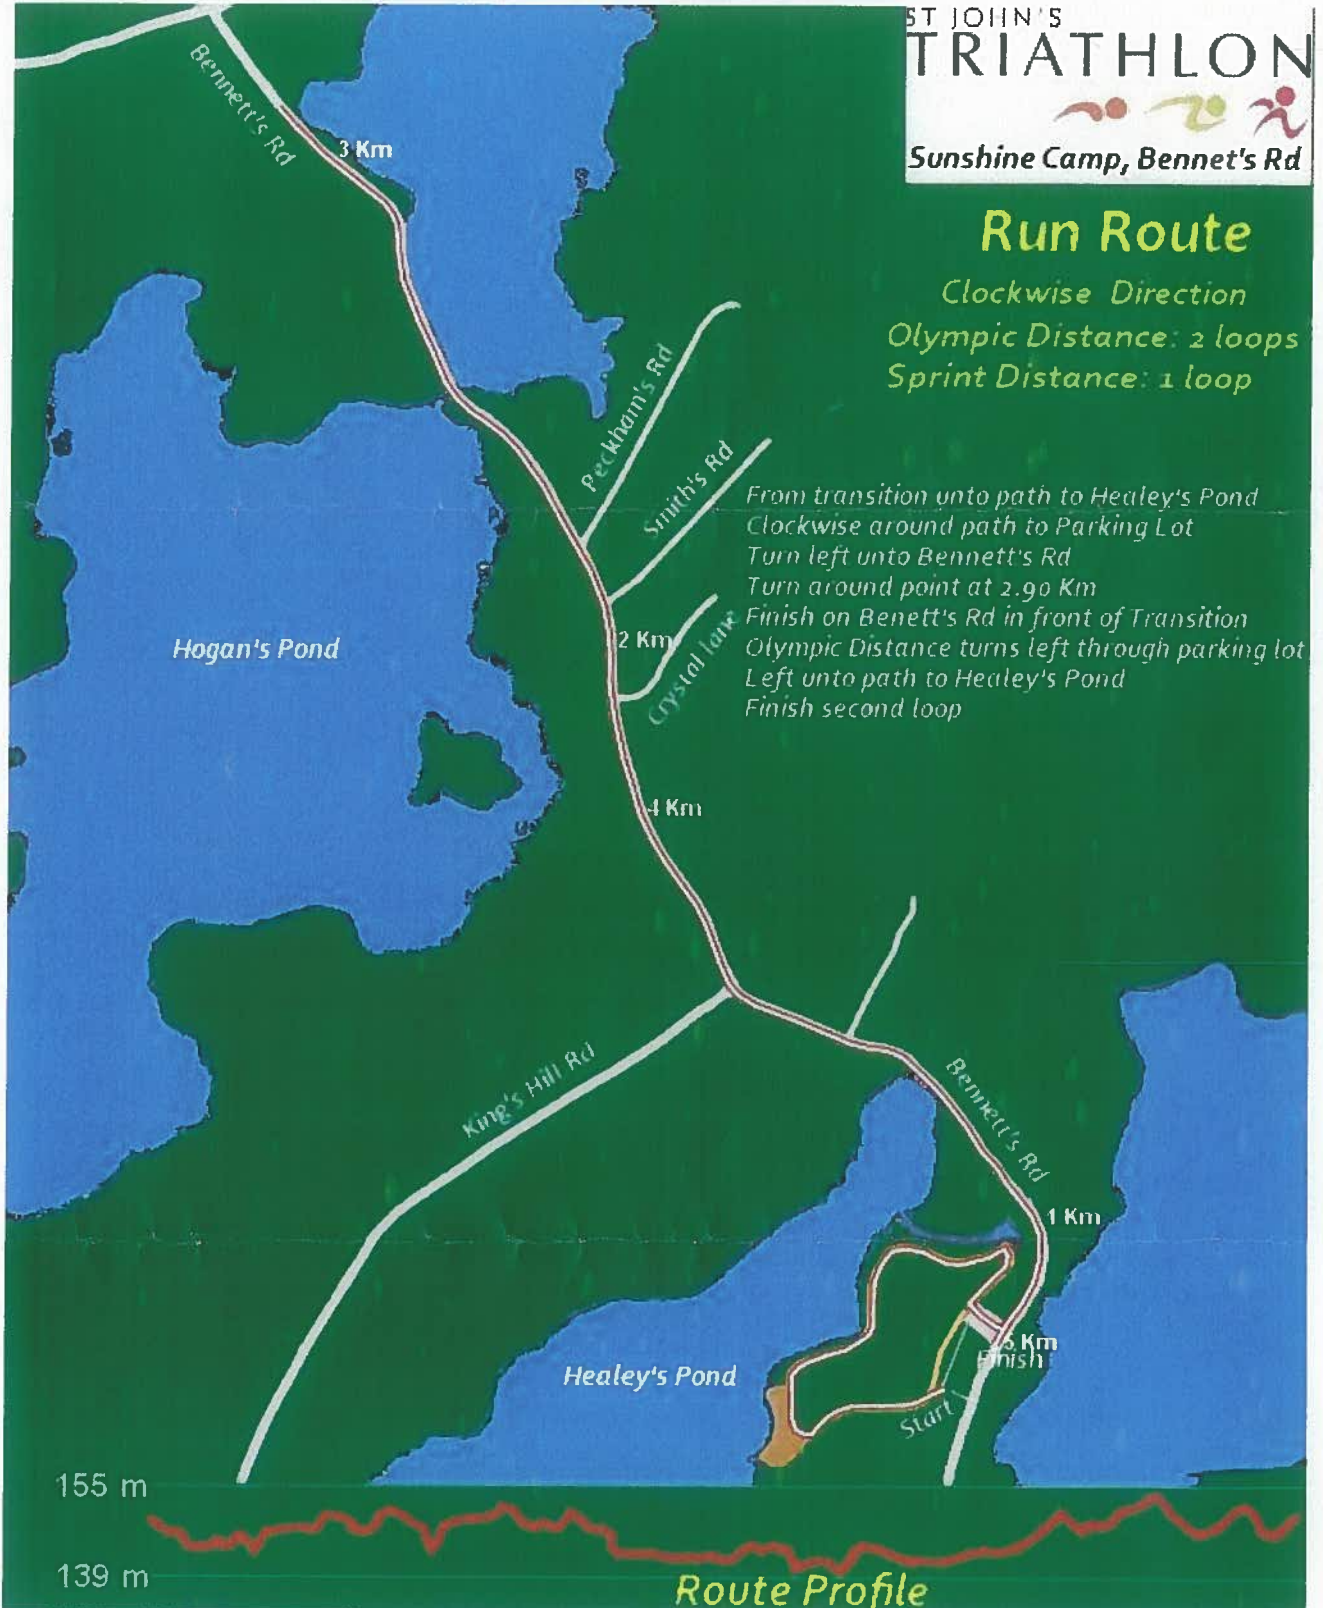 ST JOHN'S
TRIATHLON
Sunshine Camp, Bennet's Rd
Run Route
Clockwise Direction
Olympic Distance: 2 loops
Sprint Distance: 1 loop
Bennett's Rd
3 Km
Peckham's Rd
Smith's Rd
From transition unto path to Healey's Pond
Clockwise around path to Parking Lot
Turn left unto Bennett's Rd
Turn around point at 2.90 Km
Finish on Benett's Rd in front of Transition
Olympic Distance turns left through parking lot
Left unto path to Healey's Pond
Finish second loop
2 Km
Crystal lane
Hogan's Pond
4 Km
King's Hill Rd
Bennett's Rd
1 Km
5 Km
Finish
Healey's Pond
Start
155 m
139 m
Route Profile